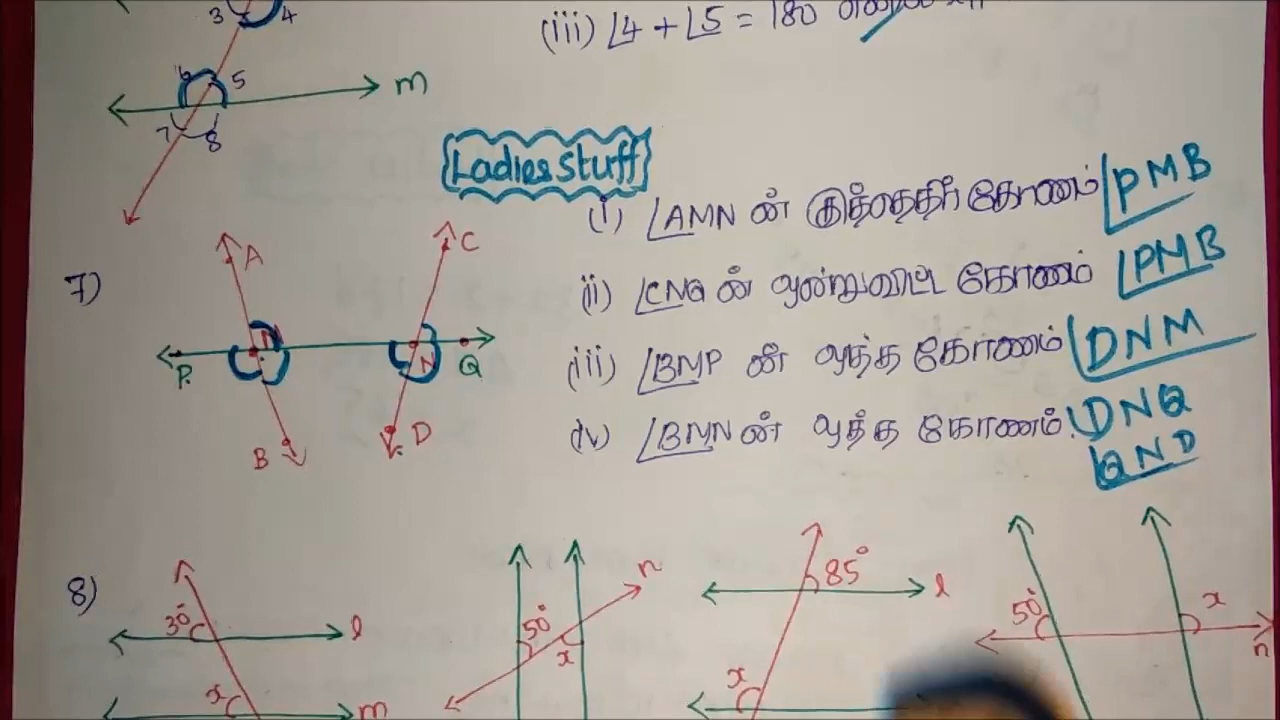 3 4
(iii) ∠4 + ∠5 = 180
6 5 m
7 8
Ladies Stuff
7)
A C
M N
P Q
B D
(i) ∠AMN ன் குத்தெதிர் கோணம் ∠PMB
(ii) ∠CNQ ன் ஒன்றுவிட்ட கோணம் ∠PMB
(iii) ∠BMP ன் ஒத்த கோணம் ∠DNM
(iv) ∠BMN ன் ஒத்த கோணம். ∠DNQ
∠QND
8)
30° l
x m
50° n
x
85° l
x
50° x
n